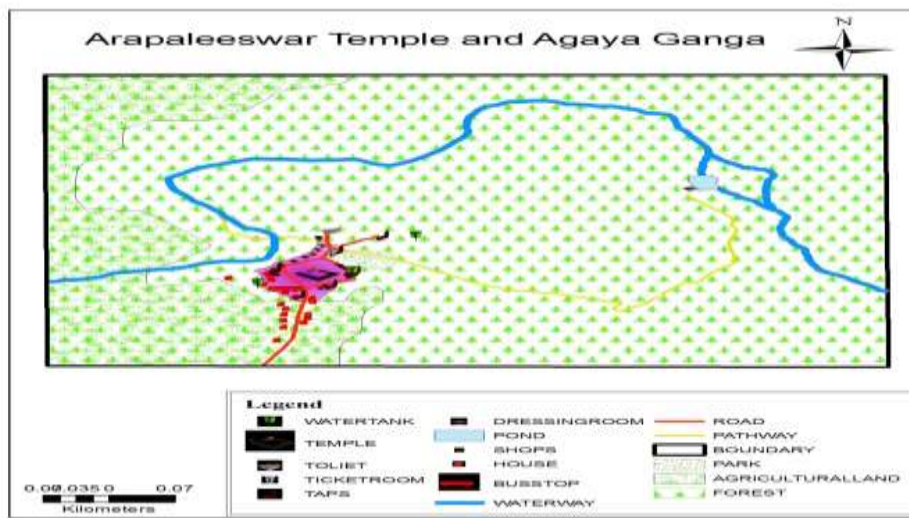 N
Arapaleeswar Temple and Agaya Ganga
Legend
WATERTANK
TEMPLE
TOLIET
TICKETROOM
TAPS
DRESSINGROOM
POND
SHOPS
HOUSE
BUSSTOP
WATERWAY
ROAD
PATHWAY
BOUNDARY
PARK
AGRICULTURALLAND
FOREST
0 0.07
Kilometers